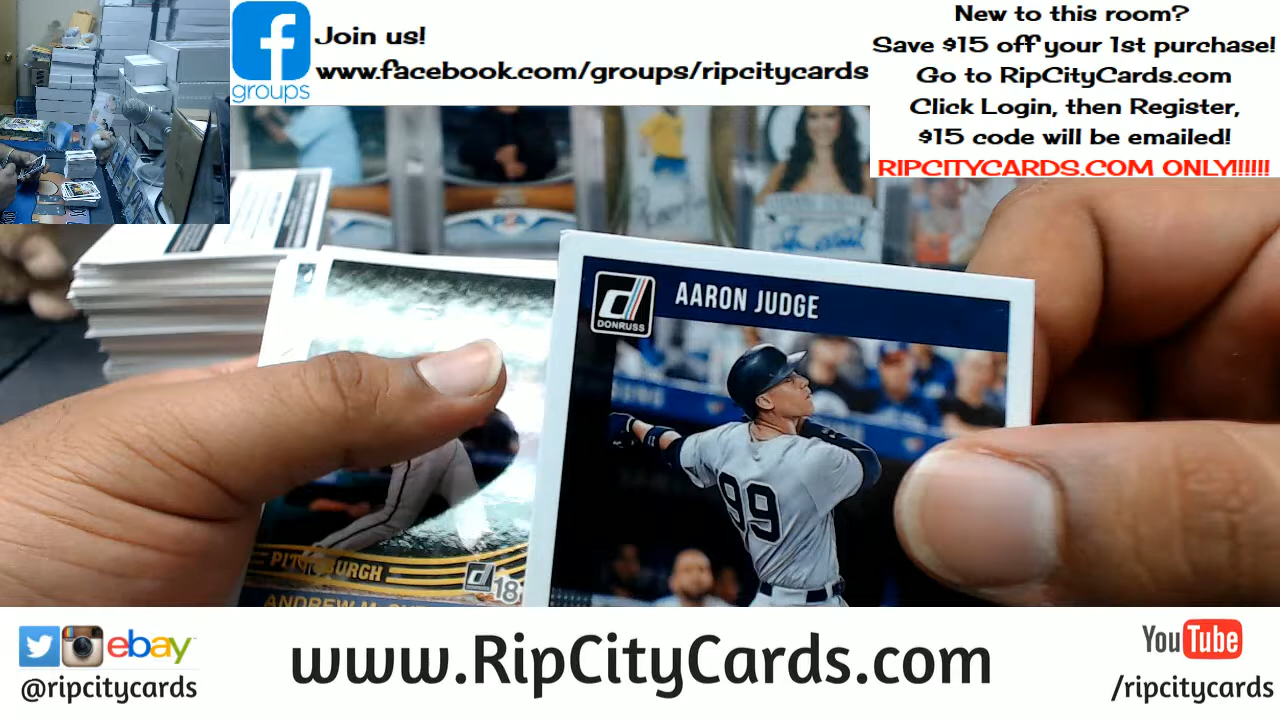 f
groups
Join us!
www.facebook.com/groups/ripcitycards
New to this room?
Save $15 off your 1st purchase!
Go to RipCityCards.com
Click Login, then Register,
$15 code will be emailed!
RIPCITYCARDS.COM ONLY!!!!!
d
DONRUSS
AARON JUDGE
99
PITTSBURGH
d 18
ANDREW
ebay
@ripcitycards
www.RipCityCards.com
YouTube
/ripcitycards